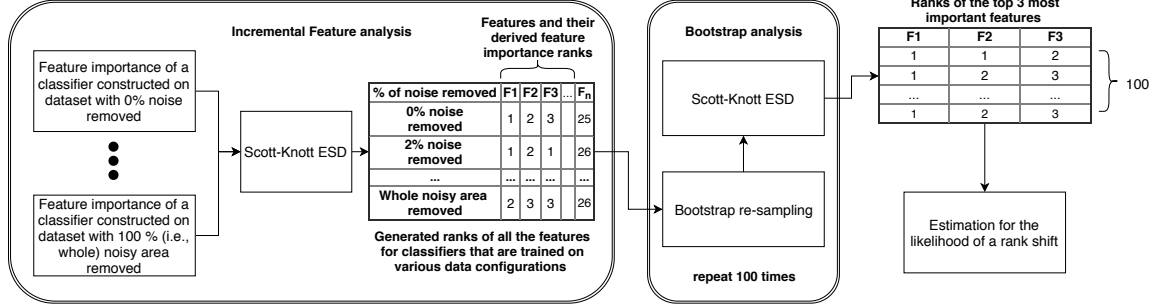 Incremental Feature analysis
Feature importance of a
classifier constructed on
dataset with 0% noise
removed
Feature importance of a
classifier constructed on
dataset with 100 % (i.e.,
whole) noisy area
removed
Scott-Knott ESD
Features and their
derived feature
importance ranks
% of noise removed F1 F2 F3 ... Fn
0% noise
removed 1 2 3 25
2% noise
removed 1 2 1 26
... ... ... ... ...
Whole noisy area
removed 2 3 3 26
Generated ranks of all the features
for classifiers that are trained on
various data configurations
Bootstrap analysis
Scott-Knott ESD
Bootstrap re-sampling
repeat 100 times
Ranks of the top 3 most
important features
F1 F2 F3
1 1 2
1 2 3
... ... ...
1 2 3
100
Estimation for the
likelihood of a rank shift